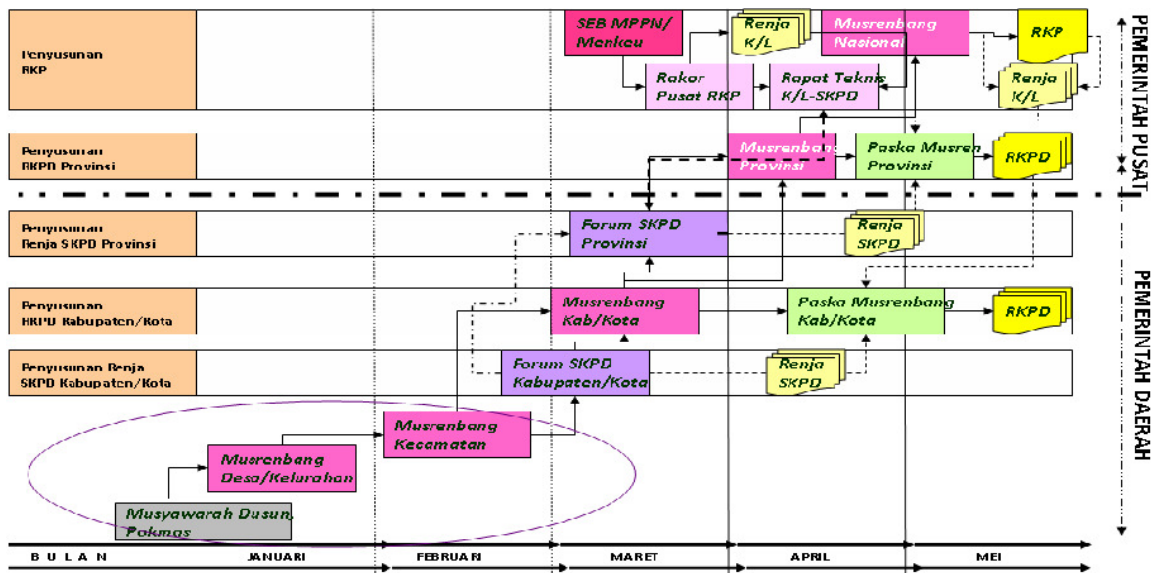 Penyusunan
RKP
SEB MPPN/
Menkeu
Renja
K/L
Musrenbang
Nasional
RKP
Rakor
Pusat RKP
Rapat Teknis
K/L-SKPD
Renja
K/L
PEMERINTAH PUSAT
Penyusunan
RKPD Provinsi
Musrenbang
Provinsi
Paska Musren
Provinsi
RKPD
Penyusunan
Renja SKPD Provinsi
Forum SKPD
Provinsi
Renja
SKPD
Penyusunan
RKPD Kabupaten/Kota
Musrenbang
Kab/Kota
Paska Musrenbang
Kab/Kota
RKPD
PEMERINTAH DAERAH
Penyusunan Renja
SKPD Kabupaten/Kota
Forum SKPD
Kabupaten/Kota
Renja
SKPD
Musrenbang
Kecamatan
Musrenbang
Desa/Kelurahan
Musyawarah Dusun,
Pokmas
BULAN JANUARI FEBRUARI MARET APRIL MEI